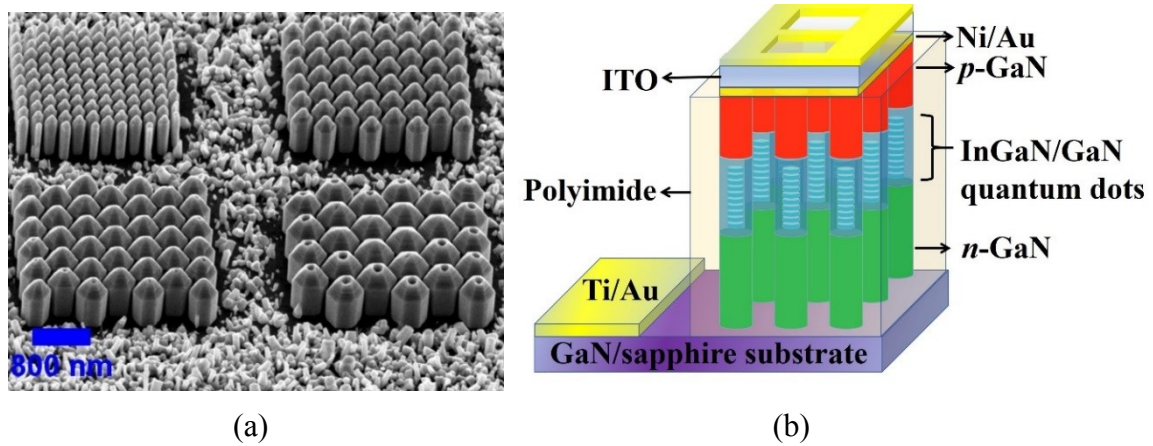 800 nm
(a)
Ni/Au
p-GaN
ITO
InGaN/GaN
quantum dots
Polyimide
n-GaN
Ti/Au
GaN/sapphire substrate
(b)